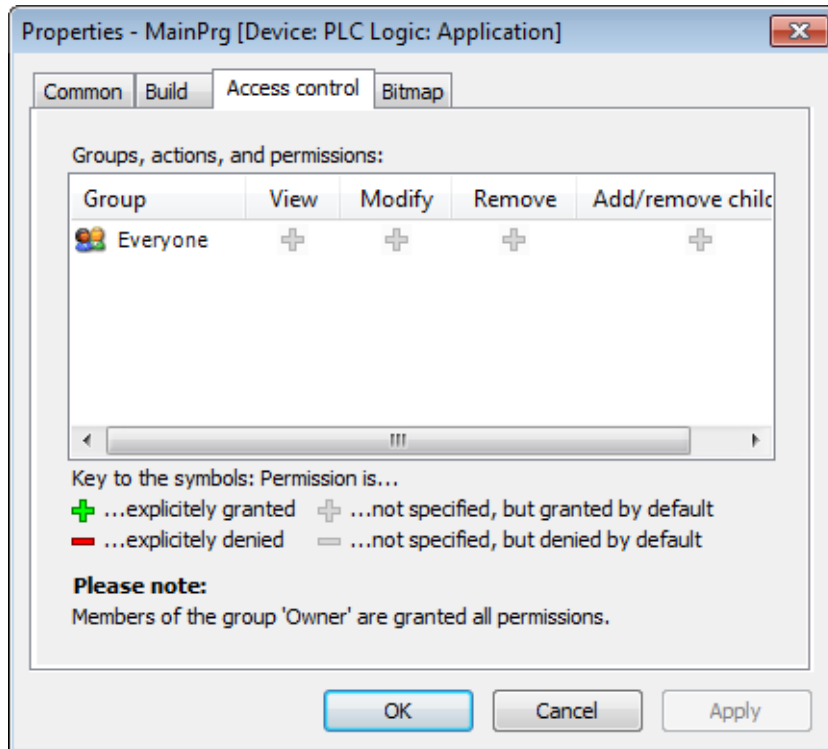 Properties - MainPrg [Device: PLC Logic: Application]
Common Build Access control Bitmap
Groups, actions, and permissions:
Group View Modify Remove Add/remove chilc
Everyone
Key to the symbols: Permission is...
...explicitely granted ...not specified, but granted by default
...explicitely denied ...not specified, but denied by default
Please note:
Members of the group 'Owner' are granted all permissions.
OK Cancel Apply